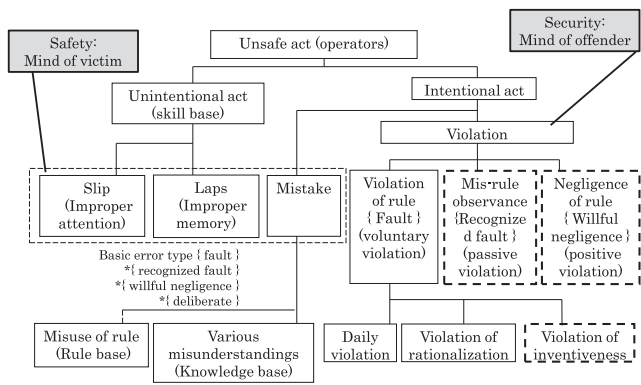 Safety:
Mind of victim
Unsafe act (operators)
Security:
Mind of offender
Unintentional act
(skill base)
Intentional act
Violation
Slip
(Improper
attention)
Laps
(Improper
memory)
Mistake
Violation
of rule
{ Fault }
(voluntary
violation)
Mis-rule
observance
{Recognize
d fault }
(passive
violation)
Negligence
of rule
{ Willful
negligence }
(positive
violation)
Basic error type { fault }
*{ recognized fault }
*{ willful negligence }
*{ deliberate }
Misuse of rule
(Rule base)
Various
misunderstandings
(Knowledge base)
Daily
violation
Violation of
rationalization
Violation of
inventiveness